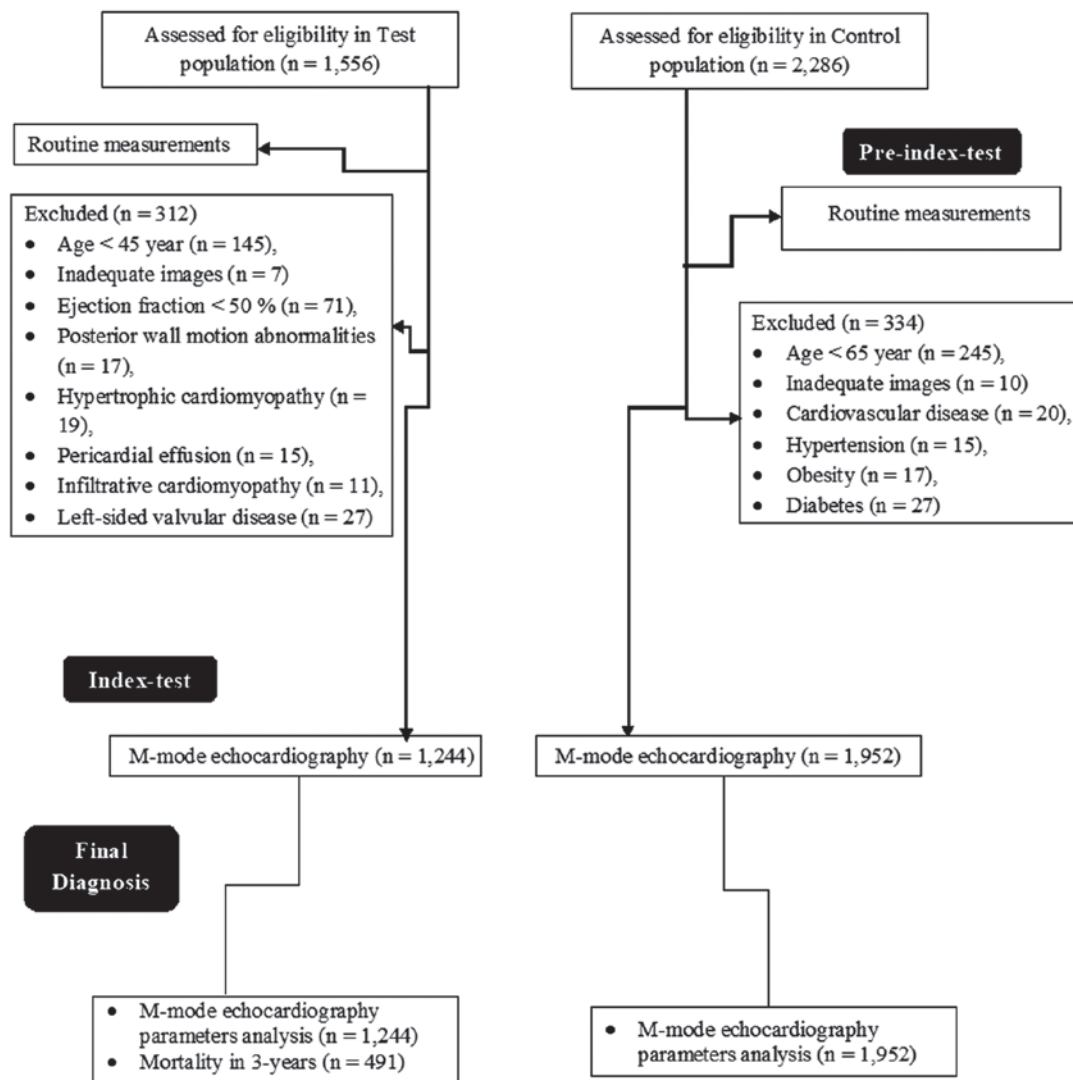 Assessed for eligibility in Test
population (n = 1,556)
Assessed for eligibility in Control
population (n = 2,286)
Routine measurements
Pre-index-test
Routine measurements
Excluded (n = 312)
• Age < 45 year (n = 145),
• Inadequate images (n = 7)
• Ejection fraction < 50 % (n = 71),
• Posterior wall motion abnormalities
(n = 17),
• Hypertrophic cardiomyopathy (n =
19),
• Pericardial effusion (n = 15),
• Infiltrative cardiomyopathy (n = 11),
• Left-sided valvular disease (n = 27)
Excluded (n = 334)
• Age < 65 year (n = 245),
• Inadequate images (n = 10)
• Cardiovascular disease (n = 20),
• Hypertension (n = 15),
• Obesity (n = 17),
• Diabetes (n = 27)
Index-test
M-mode echocardiography (n = 1,244)
M-mode echocardiography (n = 1,952)
Final
Diagnosis
• M-mode echocardiography
parameters analysis
(n = 1,244)
• Mortality in 3-years (n = 491)
• M-mode echocardiography
parameters analysis (n = 1,952)